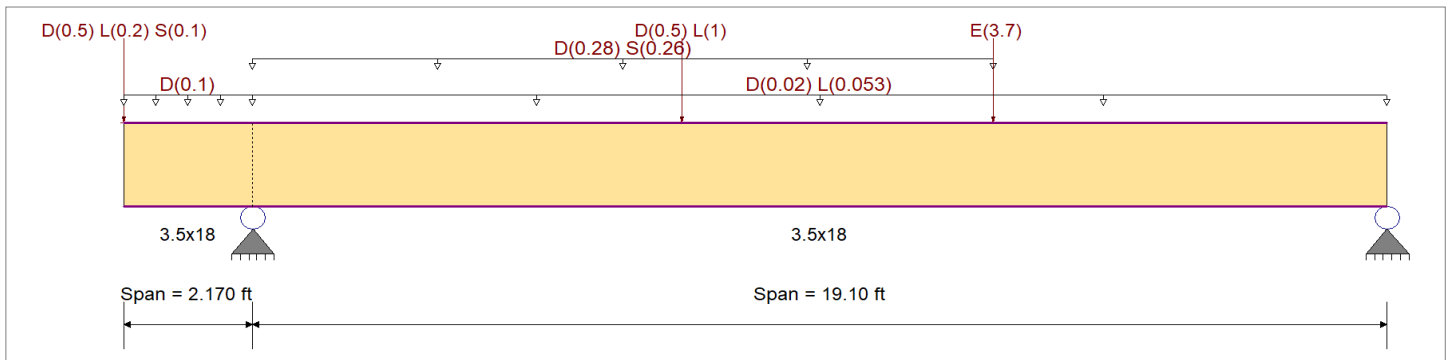 D(0.5) L(0.2) S(0.1)
D(0.5) L(1)
E(3.7)
D(0.28) S(0.26)
D(0.1)
D(0.02) L(0.053)
3.5x18
3.5x18
Span = 2.170 ft
Span = 19.10 ft